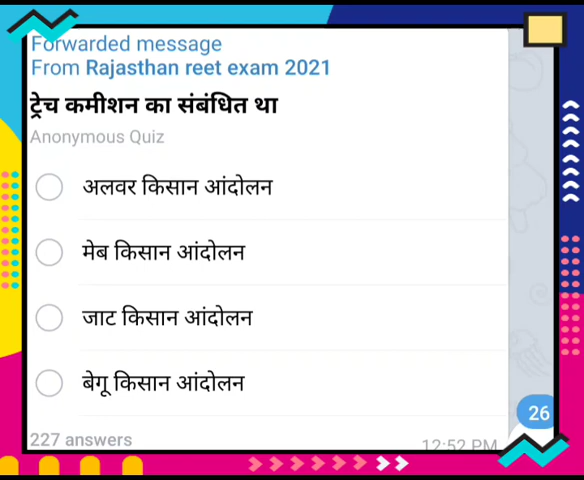 Forwarded message
From Rajasthan reet exam 2021
ट्रेच कमीशन का संबंधित था
Anonymous Quiz
अलवर किसान आंदोलन
मेब किसान आंदोलन
जाट किसान आंदोलन
बेगू किसान आंदोलन
26
227 answers
12:52 PM